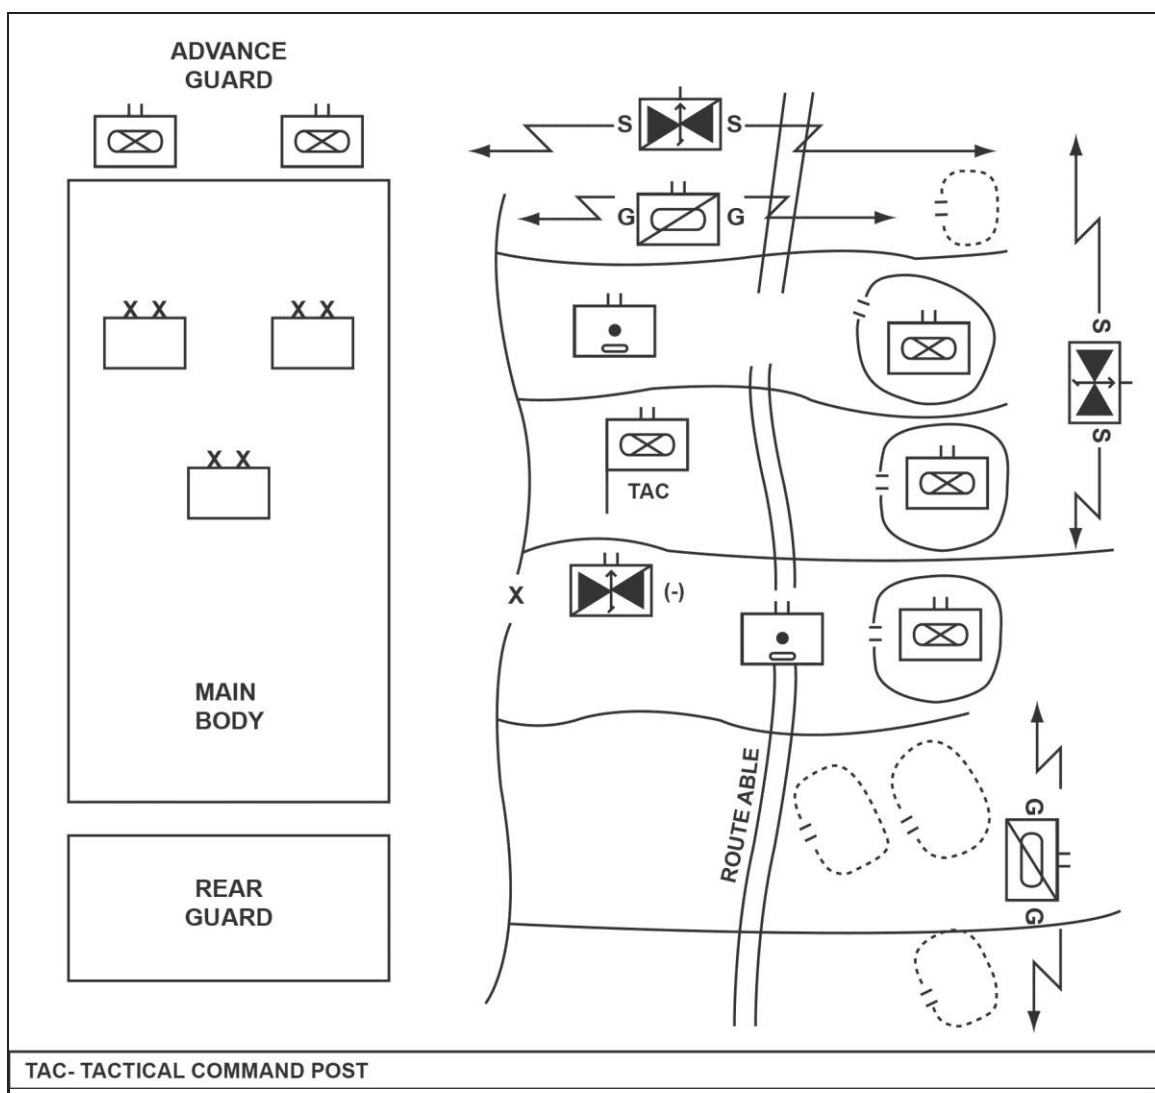 ADVANCE
GUARD
S S
G G
X X
X X
S
S
TAC
X X
X
(-)
MAIN
BODY
ROUTE ABLE
G
G
REAR
GUARD
TAC- TACTICAL COMMAND POST